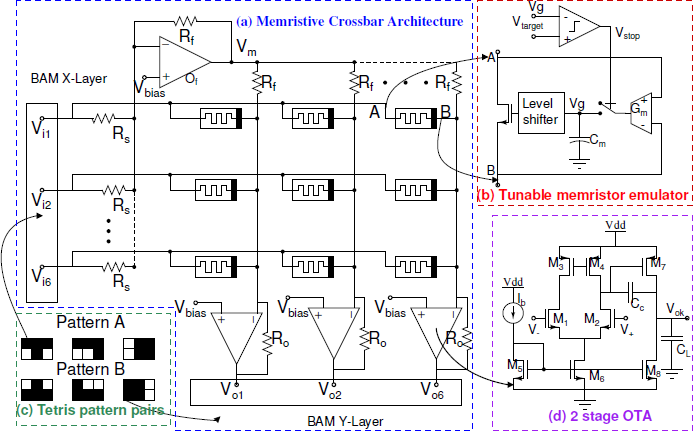 (a) Memristive Crossbar Architecture
Rf
Vm
BAM X-Layer
Of
Vbias
Rf
Rf
Rf
A
B
Vi1
Rs
Vi2
Rs
Vi6
Rs
Vbias
Vbias
Vbias
Ro
Ro
Ro
Vo1
Vo2
Vo6
BAM Y-Layer
Vg
Vtarget
Vstop
A
Level
shifter
Vg
Gm
Cm
B
(b) Tunable memristor emulator
Pattern A
Pattern B
(c) Tetris pattern pairs
Vdd
M3
M4
M7
Vdd
Ib
Cc
V-
M1
M2
V+
Vok
CL
M5
M6
M8
(d) 2 stage OTA